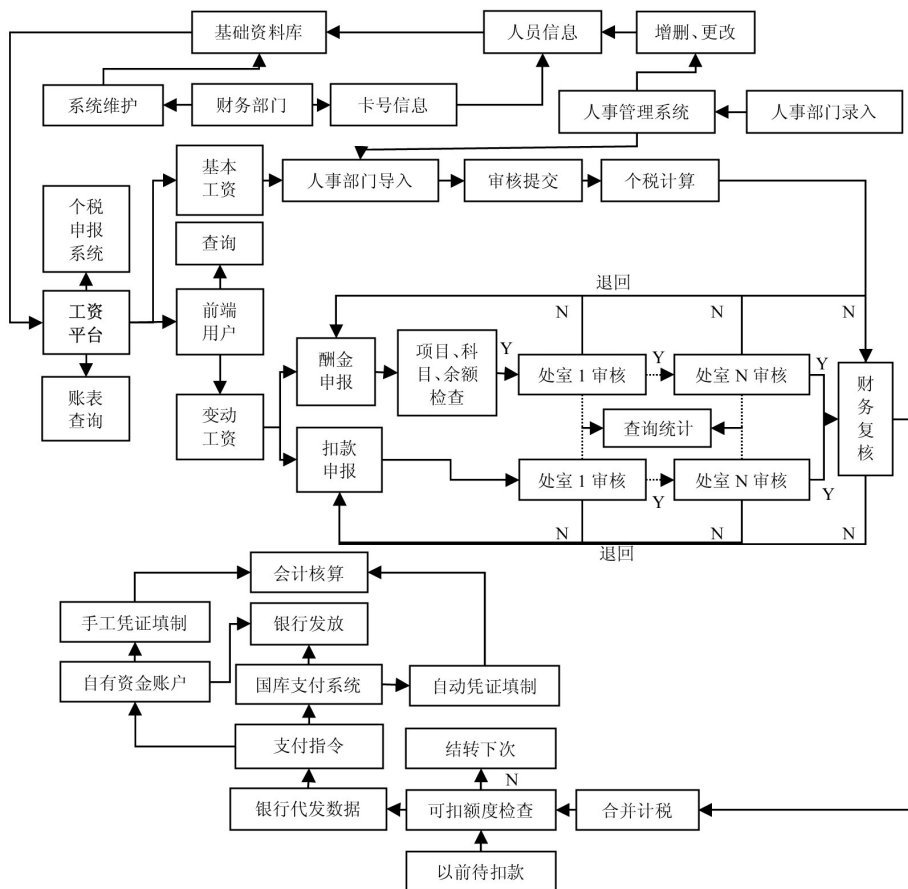 基础资料库
人员信息
增删、更改
系统维护
财务部门
卡号信息
人事管理系统
人事部门录入
基本
工资
人事部门导入
审核提交
个税计算
个税
申报
系统
查询
工资
平台
前端
用户
账表
查询
变动
工资
退回
N
N
N
酬金
申报
项目、科
目、余额
检查
Y
处室 1 审核
Y
处室 N 审核
Y
财
务
复
核
查询统计
扣款
申报
处室 1 审核
Y
处室 N 审核
Y
N
N
N
退回
会计核算
手工凭证填制
银行发放
自有资金账户
国库支付系统
自动凭证填制
支付指令
结转下次
N
银行代发数据
可扣额度检查
合并计税
以前待扣款